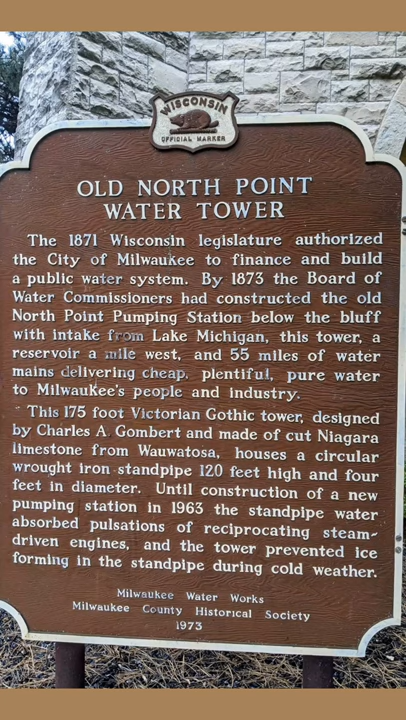 WISCONSIN
OFFICIAL MARKER
OLD NORTH POINT
WATER TOWER
The 1871 Wisconsin legislature authorized
the City of Milwaukee to finance and build
a public water system. By 1873 the Board of
Water Commissioners had constructed the old
North Point Pumping Station below the bluff
with intake from Lake Michigan, this tower, a
reservoir a mile west, and 55 miles of water
mains delivering cheap, plentiful, pure water
to Milwaukee's people and industry.
This 175 foot Victorian Gothic tower, designed
by Charles A. Gombert and made of cut Niagara
limestone from Wauwatosa, houses a circular
wrought iron standpipe 120 feet high and four
feet in diameter. Until construction of a new
pumping station in 1963 the standpipe water
absorbed pulsations of reciprocating steam-
driven engines, and the tower prevented ice
forming in the standpipe during cold weather.
Milwaukee Water Works
Milwaukee County Historical Society
1973